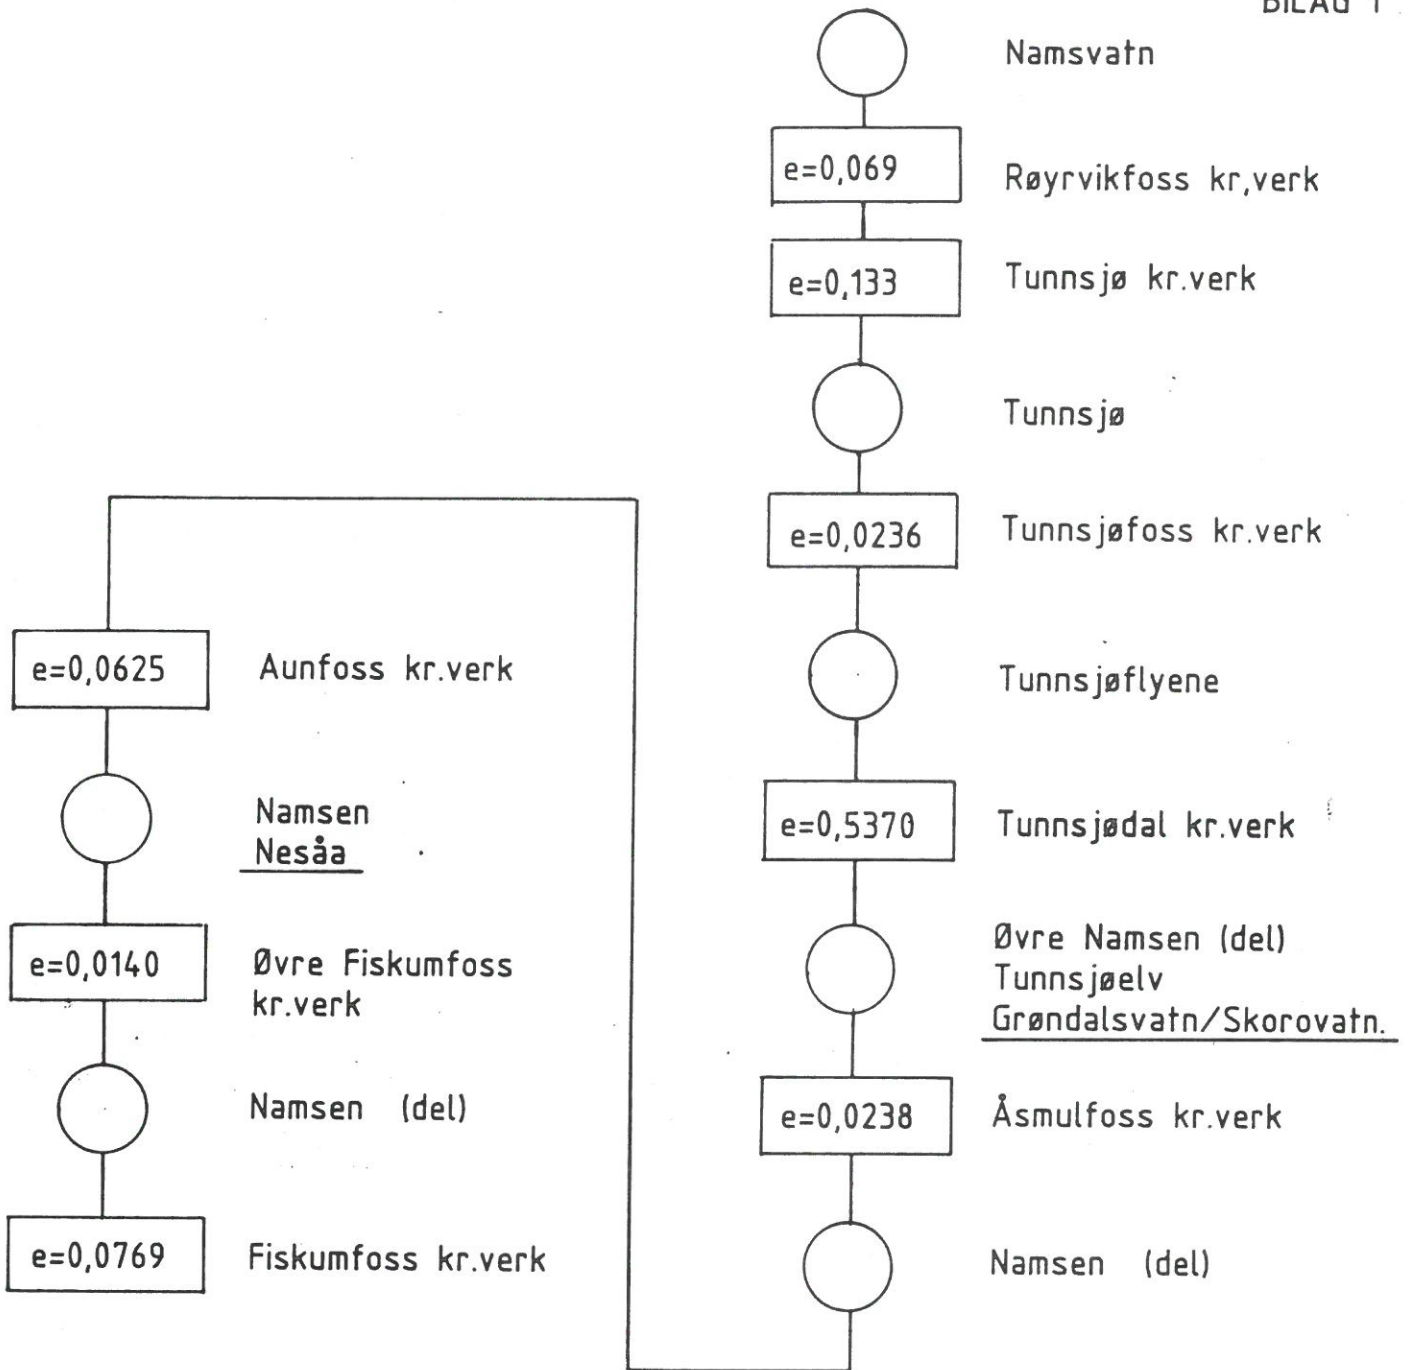 BILAG 1
Namsvatn
e=0,069
Røyrvikfoss kr,verk
e=0,133
Tunnsjø kr.verk
Tunnsjø
e=0,0236
Tunnsjøfoss kr.verk
Tunnsjøflyene
e=0,5370
Tunnsjødal kr.verk
Øvre Namsen (del)
Tunnsjøelv
Grøndalsvatn/Skorovatn.
e=0,0238
Åsmulfoss kr.verk
Namsen (del)
e=0,0625
Aunfoss kr.verk
Namsen
Nesåa
e=0,0140
Øvre Fiskumfoss
kr.verk
Namsen (del)
e=0,0769
Fiskumfoss kr.verk